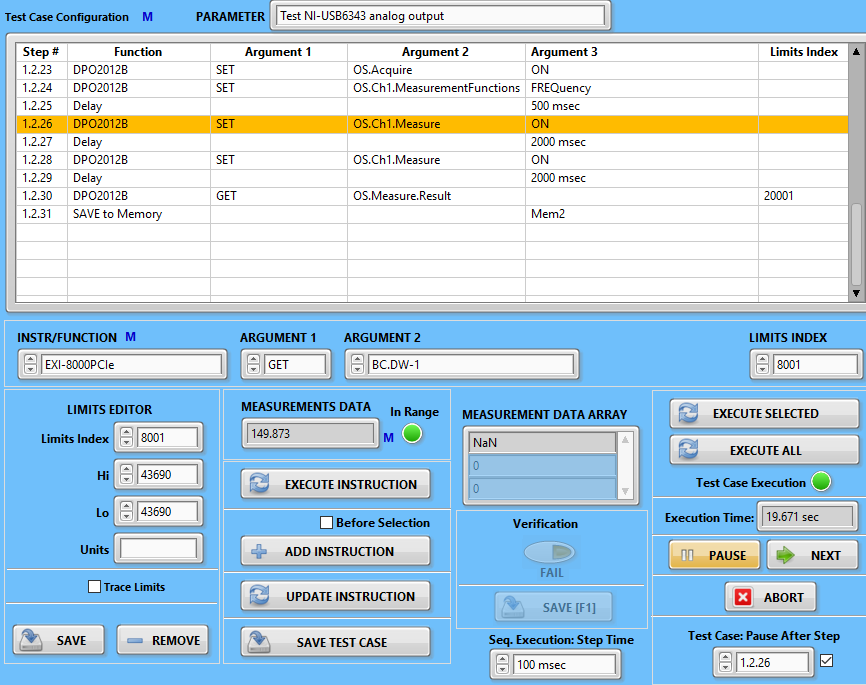 Test Case Configuration M PARAMETER Test NI-USB6343 analog output
Step # Function Argument 1 Argument 2 Argument 3 Limits Index
1.2.23 DPO2012B SET OS.Acquire ON
1.2.24 DPO2012B SET OS.Ch1.MeasurementFunctions FREQuency
1.2.25 Delay 500 msec
1.2.26 DPO2012B SET OS.Ch1.Measure ON
1.2.27 Delay 2000 msec
1.2.28 DPO2012B SET OS.Ch1.Measure ON
1.2.29 Delay 2000 msec
1.2.30 DPO2012B GET OS.Measure.Result 20001
1.2.31 SAVE to Memory Mem2
INSTR/FUNCTION M ARGUMENT 1 ARGUMENT 2 LIMITS INDEX
EXI-8000PCIe GET BC.DW-1 8001
LIMITS EDITOR
Limits Index 8001
Hi 43690
Lo 43690
Units
Trace Limits
SAVE REMOVE
MEASUREMENTS DATA In Range
149.873 M
EXECUTE INSTRUCTION
Before Selection
ADD INSTRUCTION
UPDATE INSTRUCTION
SAVE TEST CASE
MEASUREMENT DATA ARRAY
NaN
0
0
Verification
FAIL
SAVE [F1]
Seq. Execution: Step Time
100 msec
EXECUTE SELECTED
EXECUTE ALL
Test Case Execution
Execution Time: 19.671 sec
PAUSE NEXT
ABORT
Test Case: Pause After Step
1.2.26